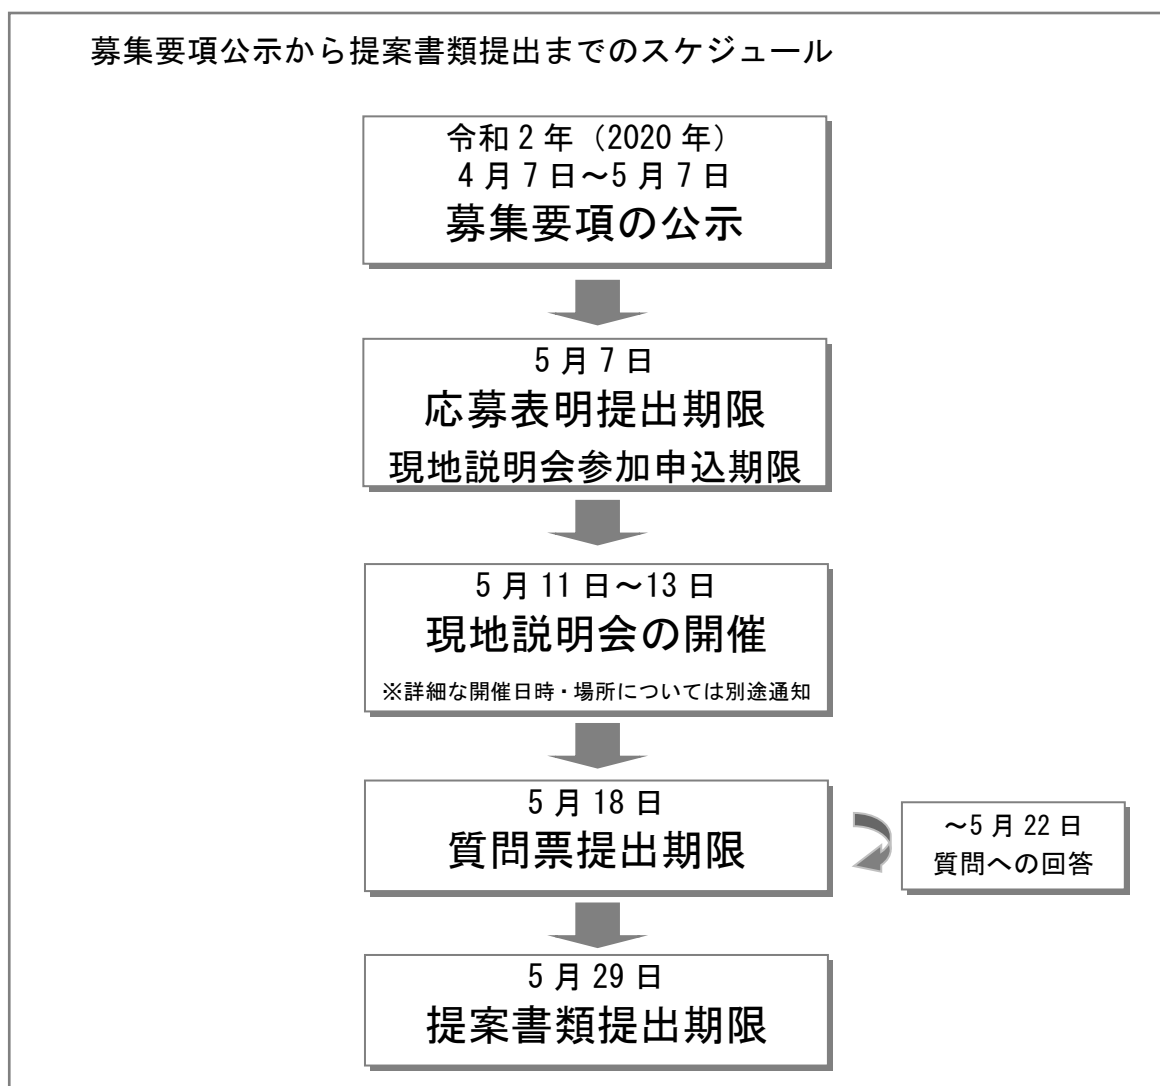 募集要項公示から提案書類提出までのスケジュール
令和2年（2020年）
4月7日～5月7日
募集要項の公示
5月7日
応募表明提出期限
現地説明会参加申込期限
5月11日～13日
現地説明会の開催
※詳細な開催日時・場所については別途通知
5月18日
質問票提出期限
～5月22日
質問への回答
5月29日
提案書類提出期限